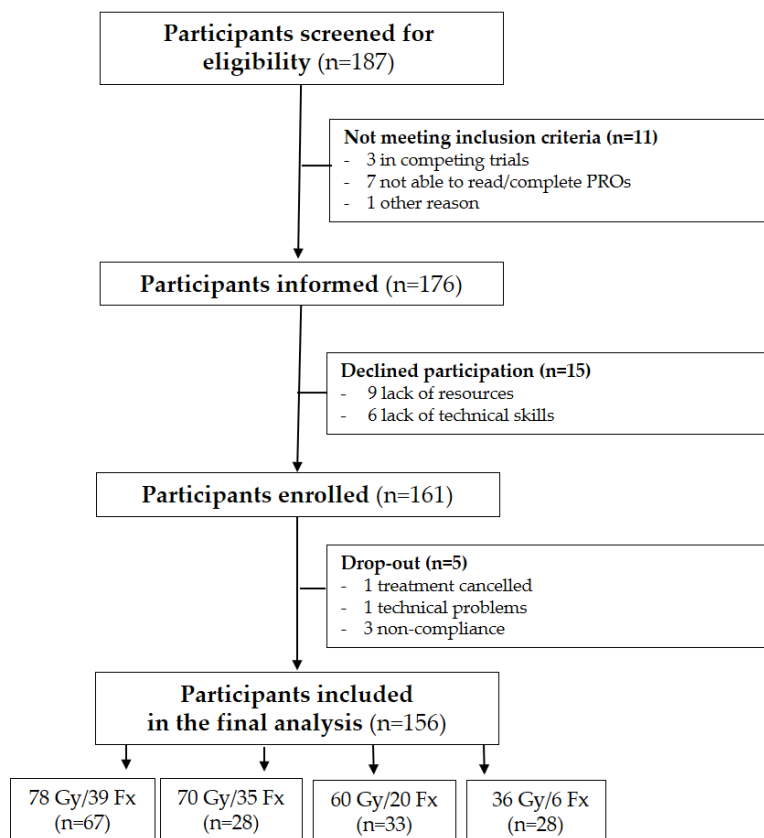 Participants screened for
eligibility (n=187)
Not meeting inclusion criteria (n=11)
- 3 in competing trials
- 7 not able to read/complete PROs
- 1 other reason
Participants informed (n=176)
Declined participation (n=15)
- 9 lack of resources
- 6 lack of technical skills
Participants enrolled (n=161)
Drop-out (n=5)
- 1 treatment cancelled
- 1 technical problems
- 3 non-compliance
Participants included
in the final analysis (n=156)
78 Gy/39 Fx
(n=67)
70 Gy/35 Fx
(n=28)
60 Gy/20 Fx
(n=33)
36 Gy/6 Fx
(n=28)